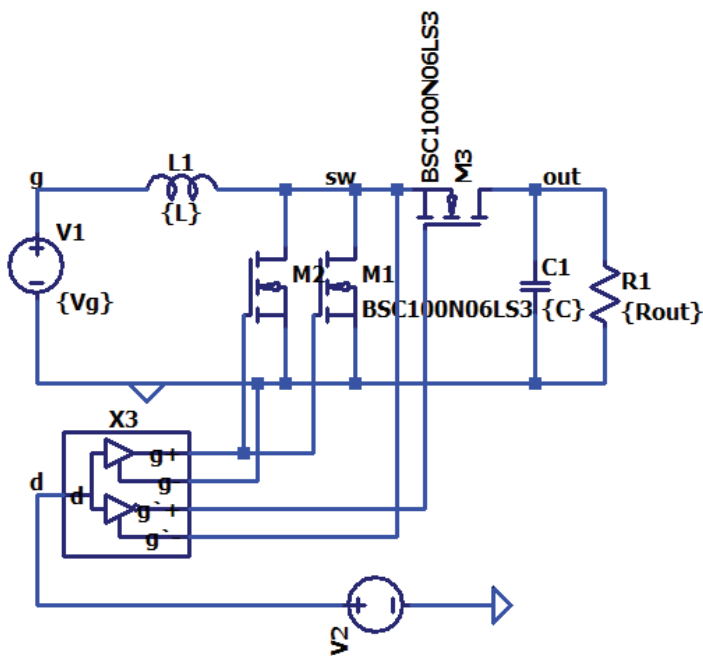 BSC100N06LS3
M3
g
L1
{L}
sw
out
V1
{Vg}
M2
M1
BSC100N06LS3
C1
{C}
R1
{Rout}
X3
d
d
g+
g-
g`+
g`-
V2